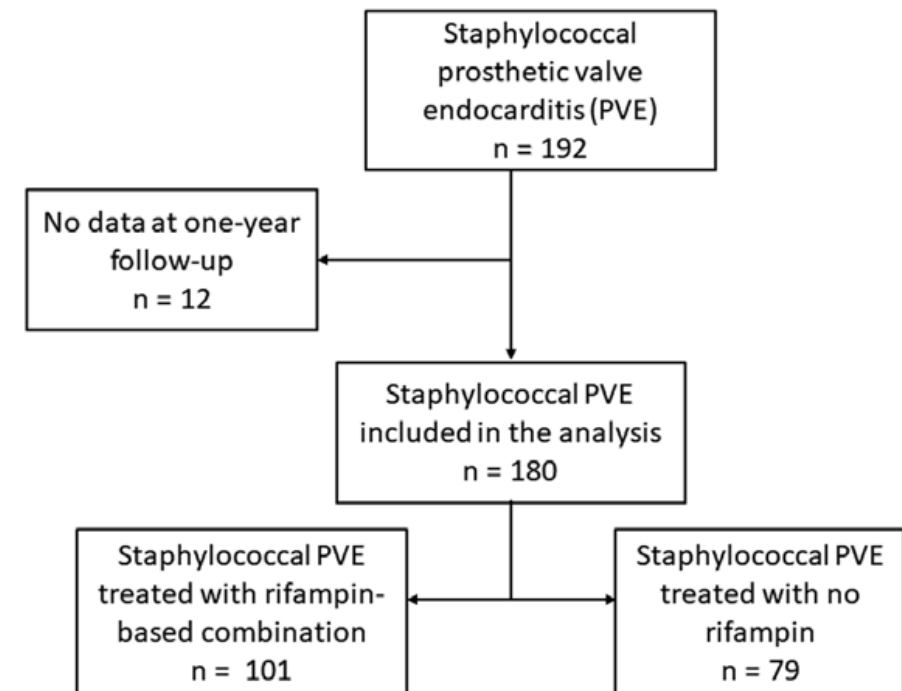 Staphylococcal
prosthetic valve
endocarditis (PVE)
n = 192
No data at one-year
follow-up
n = 12
Staphylococcal PVE
included in the analysis
n = 180
Staphylococcal PVE
treated with rifampin-
based combination
n = 101
Staphylococcal PVE
treated with no
rifampin
n = 79